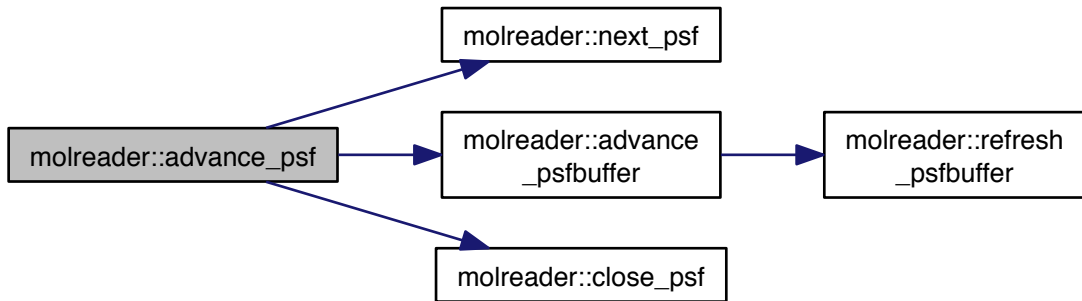 molreader::next_psf
molreader::advance_psf
molreader::advance
_psfbuffer
molreader::refresh
_psfbuffer
molreader::close_psf